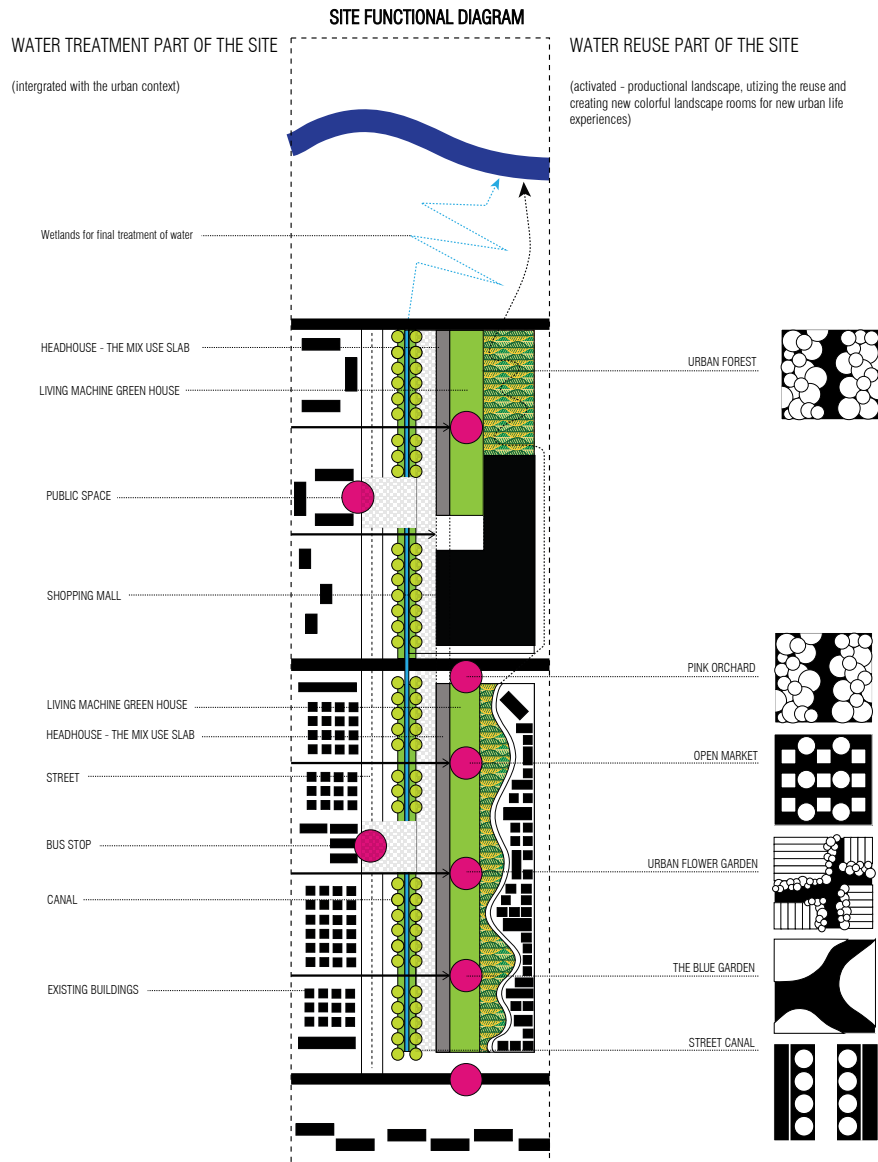 SITE FUNCTIONAL DIAGRAM
WATER TREATMENT PART OF THE SITE
(intergrated with the urban context)
WATER REUSE PART OF THE SITE
(activated - productional landscape, utizing the reuse and
creating new colorful landscape rooms for new urban life
experiences)
Wetlands for final treatment of water
HEADHOUSE - THE MIX USE SLAB
LIVING MACHINE GREEN HOUSE
PUBLIC SPACE
SHOPPING MALL
LIVING MACHINE GREEN HOUSE
HEADHOUSE - THE MIX USE SLAB
STREET
BUS STOP
CANAL
EXISTING BUILDINGS
URBAN FOREST
PINK ORCHARD
OPEN MARKET
URBAN FLOWER GARDEN
THE BLUE GARDEN
STREET CANAL